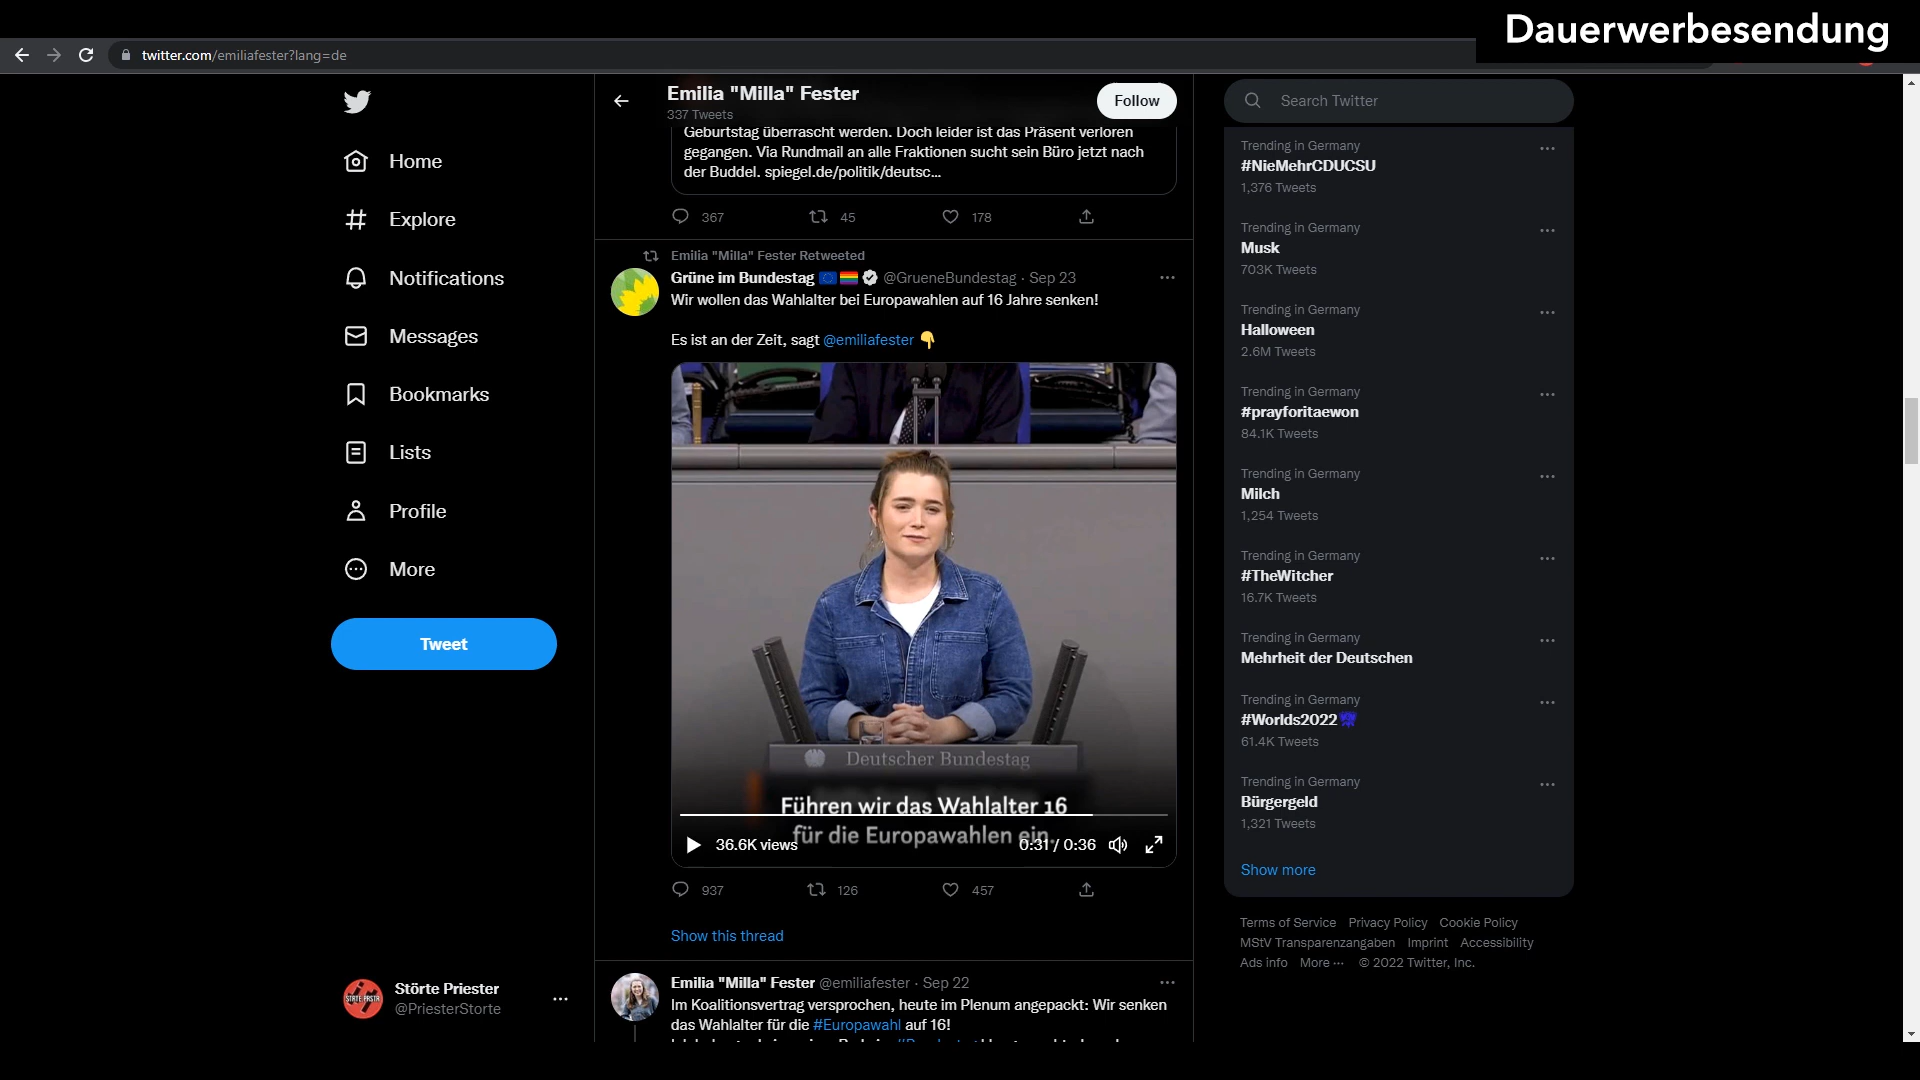 Dauerwerbesendung
twitter.com/emiliafester?lang=de
Home
Explore
Notifications
Messages
Bookmarks
Lists
Profile
More
Tweet
Störte Priester
@PriesterStorte
STÖRTE PRIESTER
Emilia "Milla" Fester
337 Tweets
Follow
Geburtstag überrascht werden. Doch leider ist das Präsent verloren
gegangen. Via Rundmail an alle Fraktionen sucht sein Büro jetzt nach
der Buddel. spiegel.de/politik/deutsc...
367 45 178
Emilia "Milla" Fester Retweeted
Grüne im Bundestag 🇪🇺🏳️‍🌈 @GrueneBundestag · Sep 23
Wir wollen das Wahlalter bei Europawahlen auf 16 Jahre senken!
Es ist an der Zeit, sagt @emiliafester 👇
Deutscher Bundestag
Führen wir das Wahlalter 16
für die Europawahlen ein.
36.6K views 0:31 / 0:36
937 126 457
Show this thread
Emilia "Milla" Fester @emiliafester · Sep 22
Im Koalitionsvertrag versprochen, heute im Plenum angepackt: Wir senken
das Wahlalter für die #Europawahl auf 16!
Search Twitter
Trending in Germany
#NieMehrCDUCSU
1,376 Tweets
Trending in Germany
Musk
703K Tweets
Trending in Germany
Halloween
2.6M Tweets
Trending in Germany
#prayforitaewon
84.1K Tweets
Trending in Germany
Milch
1,254 Tweets
Trending in Germany
#TheWitcher
16.7K Tweets
Trending in Germany
Mehrheit der Deutschen
Trending in Germany
#Worlds2022
61.4K Tweets
Trending in Germany
Bürgergeld
1,321 Tweets
Show more
Terms of Service Privacy Policy Cookie Policy
MStV Transparenzangaben Imprint Accessibility
Ads info More ··· © 2022 Twitter, Inc.